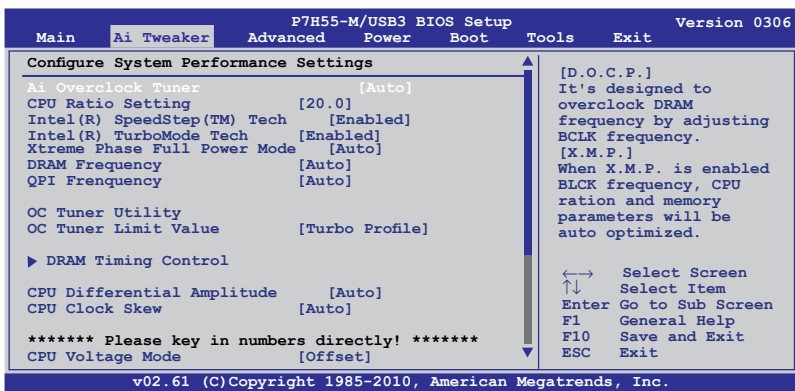 P7H55-M/USB3 BIOS Setup Version 0306
Main Ai Tweaker Advanced Power Boot Tools Exit
Configure System Performance Settings
Ai Overclock Tuner [Auto]
CPU Ratio Setting [20.0]
Intel(R) SpeedStep(TM) Tech [Enabled]
Intel(R) TurboMode Tech [Enabled]
Xtreme Phase Full Power Mode [Auto]
DRAM Frequency [Auto]
QPI Frenquency [Auto]
OC Tuner Utility
OC Tuner Limit Value [Turbo Profile]
DRAM Timing Control
CPU Differential Amplitude [Auto]
CPU Clock Skew [Auto]
******* Please key in numbers directly! *******
CPU Voltage Mode [Offset]
[D.O.C.P.]
It's designed to
overclock DRAM
frequency by adjusting
BCLK frequency.
[X.M.P.]
When X.M.P. is enabled
BLCK frequency, CPU
ration and memory
parameters will be
auto optimized.
←→ Select Screen
↑↓ Select Item
Enter Go to Sub Screen
F1 General Help
F10 Save and Exit
ESC Exit
v02.61 (C)Copyright 1985-2010, American Megatrends, Inc.